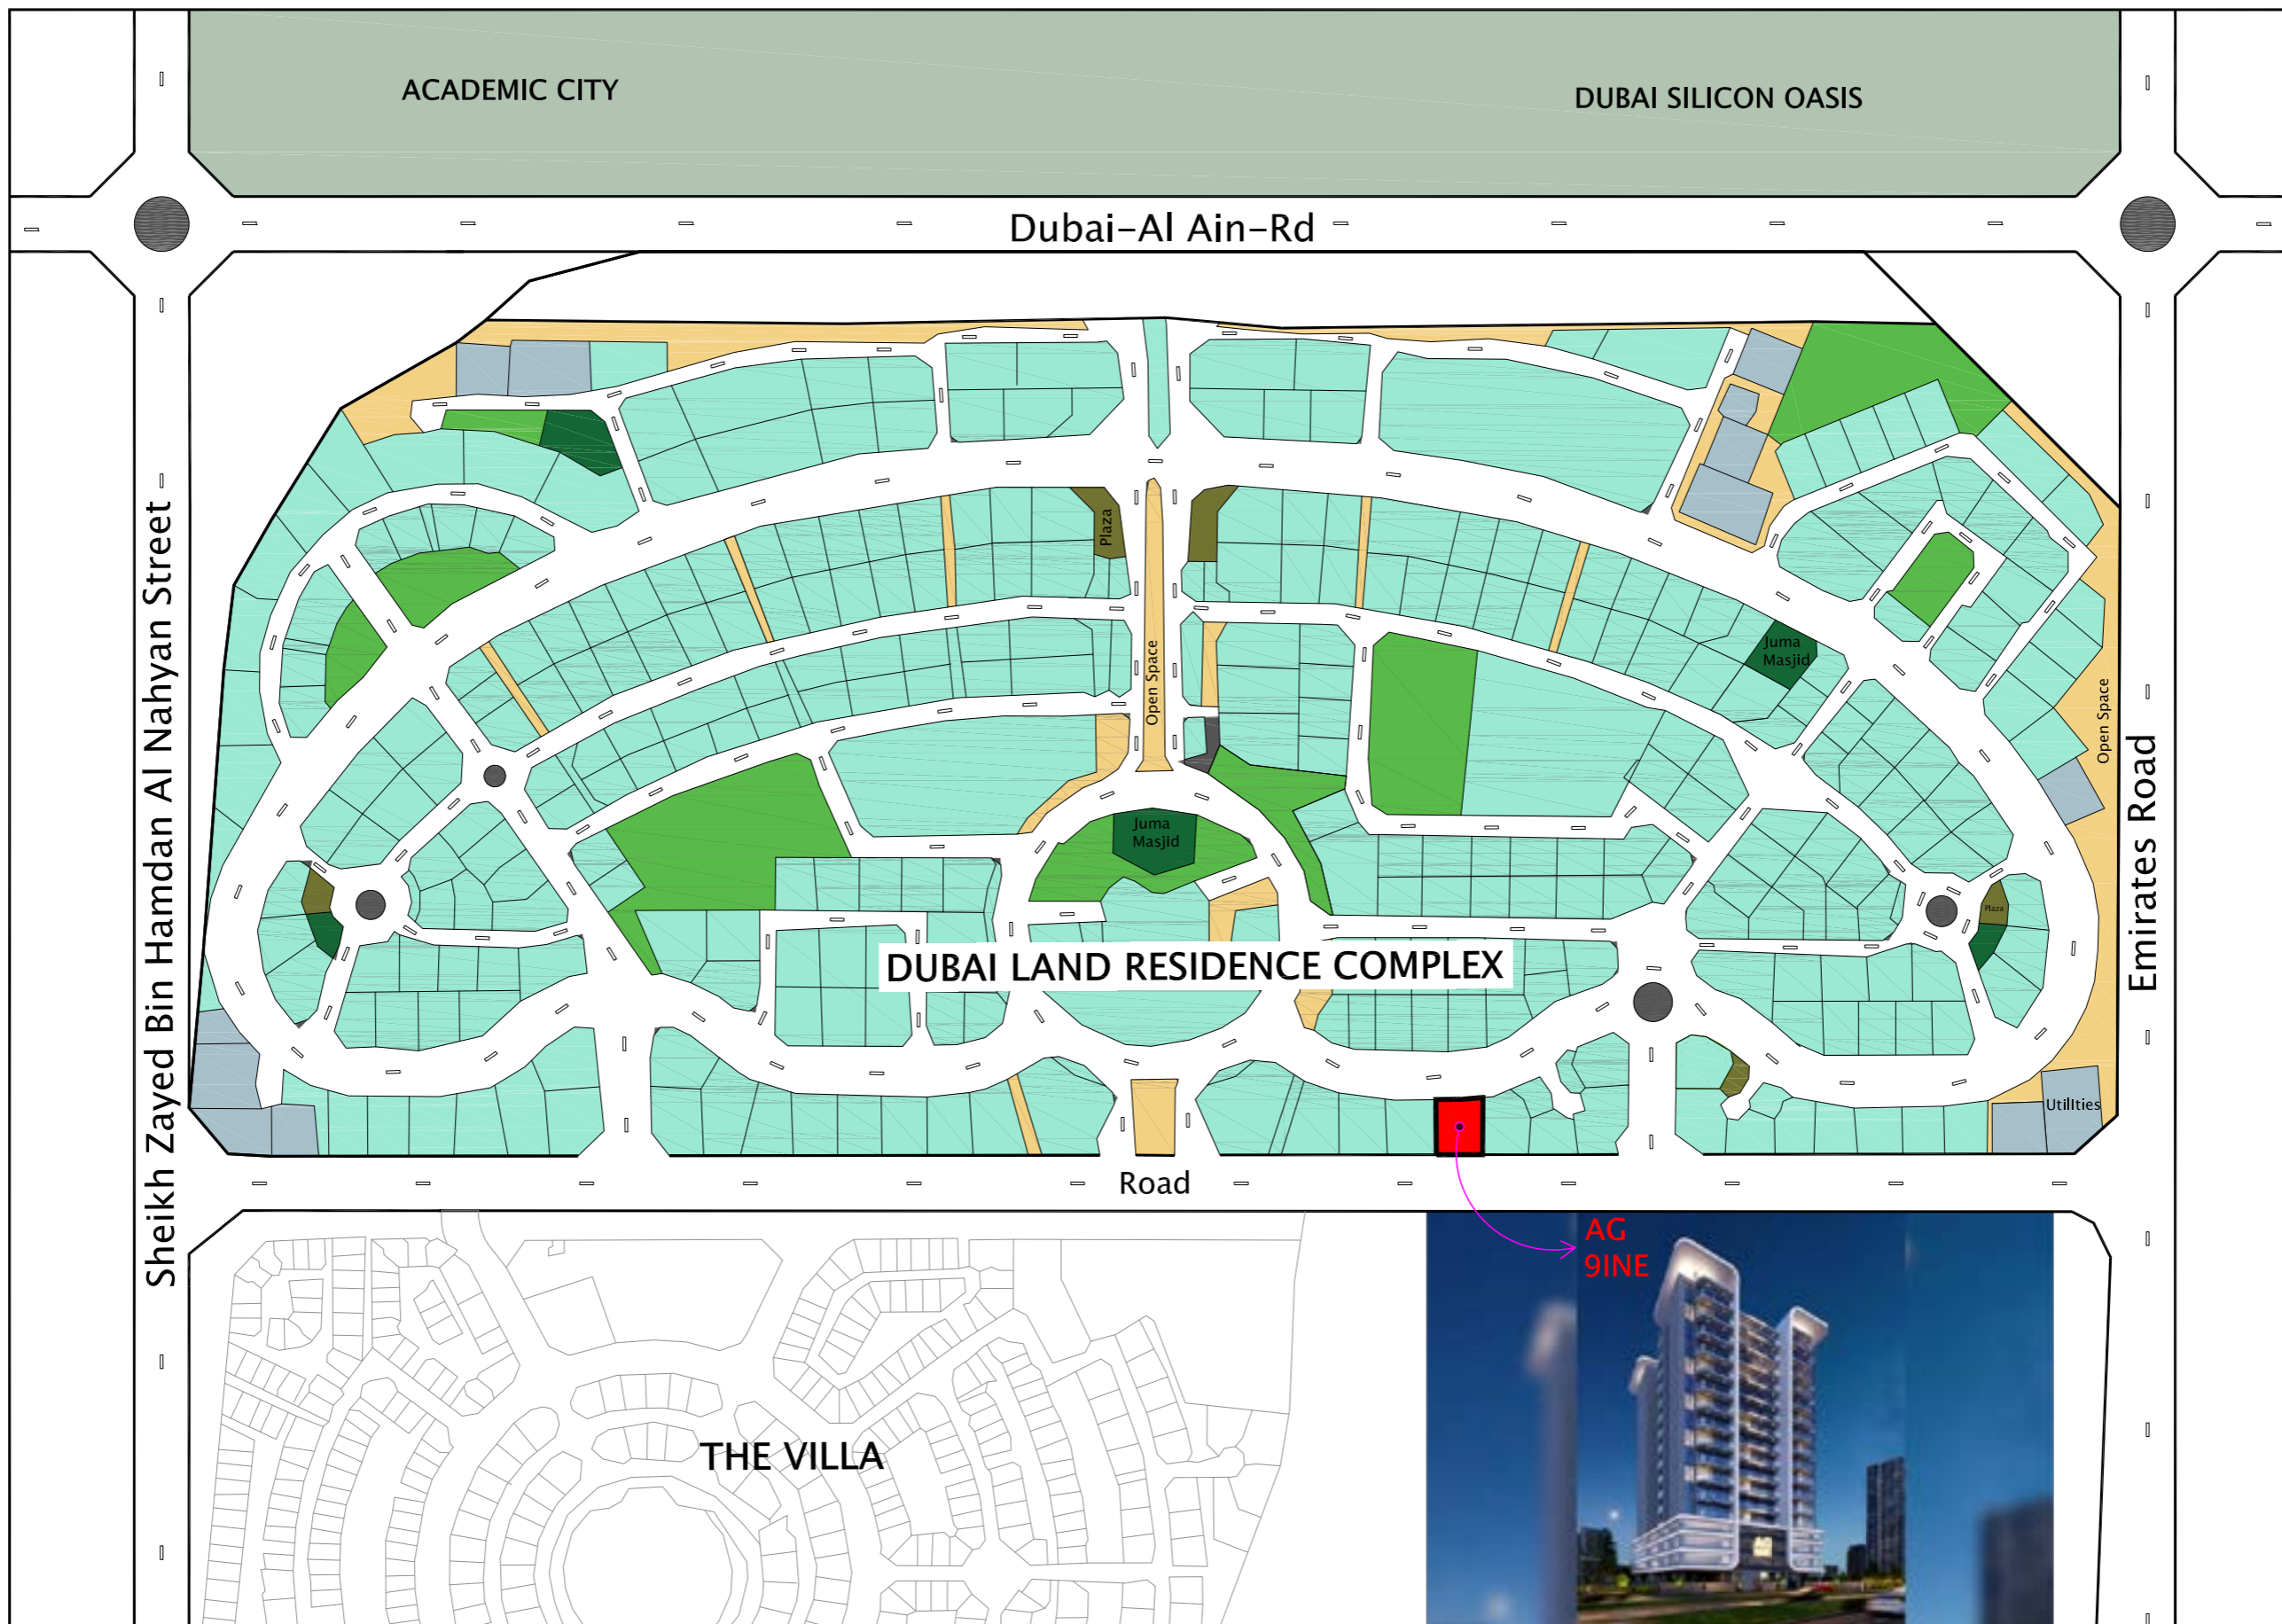 ACADEMIC CITY
DUBAI SILICON OASIS
Dubai-Al Ain-Rd
Sheikh Zayed Bin Hamdan Al Nahyan Street
Plaza
Open Space
Juma
Masjid
Open Space
Emirates Road
Juma
Masjid
Plaza
DUBAI LAND RESIDENCE COMPLEX
Utilities
Road
AG
9INE
THE VILLA